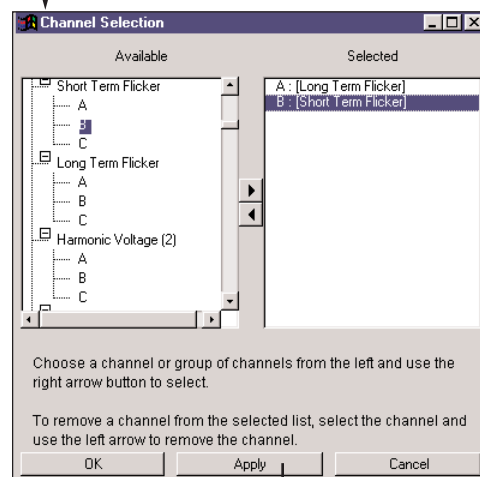 Channel Selection
Available
Selected
Short Term Flicker
A
B
C
Long Term Flicker
A
B
C
Harmonic Voltage (2)
A
B
C
A : [Long Term Flicker]
B : [Short Term Flicker]
Choose a channel or group of channels from the left and use the
right arrow button to select.
To remove a channel from the selected list, select the channel and
use the left arrow to remove the channel.
OK
Apply
Cancel